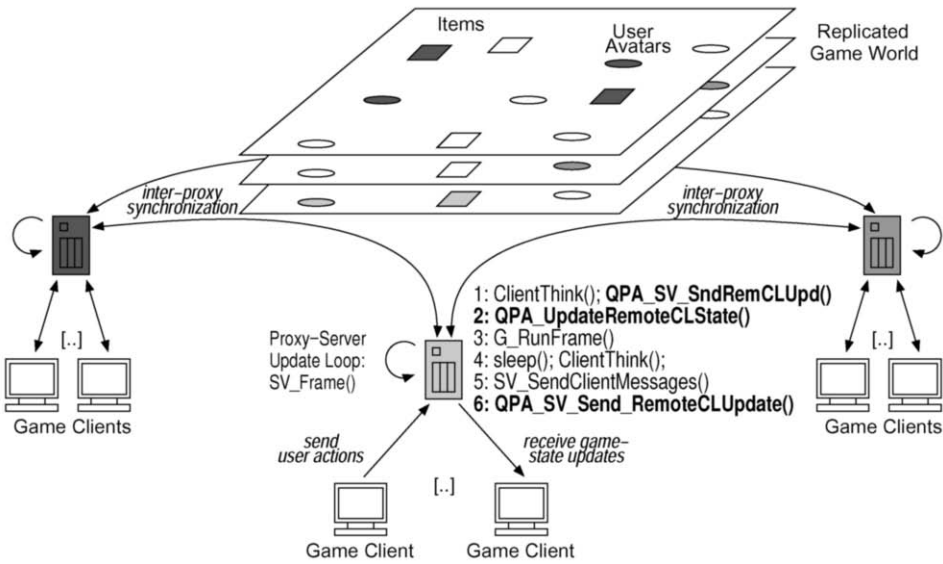 Items
User
Avatars
Replicated
Game World
inter-proxy
synchronization
inter-proxy
synchronization
1: ClientThink(); QPA_SV_SndRemCLUpd()
2: QPA_UpdateRemoteCLState()
3: G_RunFrame()
4: sleep(); ClientThink();
5: SV_SendClientMessages()
6: QPA_SV_Send_RemoteCLUpdate()
Proxy-Server
Update Loop:
SV_Frame()
[..]
[..]
Game Clients
Game Clients
send
user actions
receive game-
state updates
[..]
Game Client
Game Client